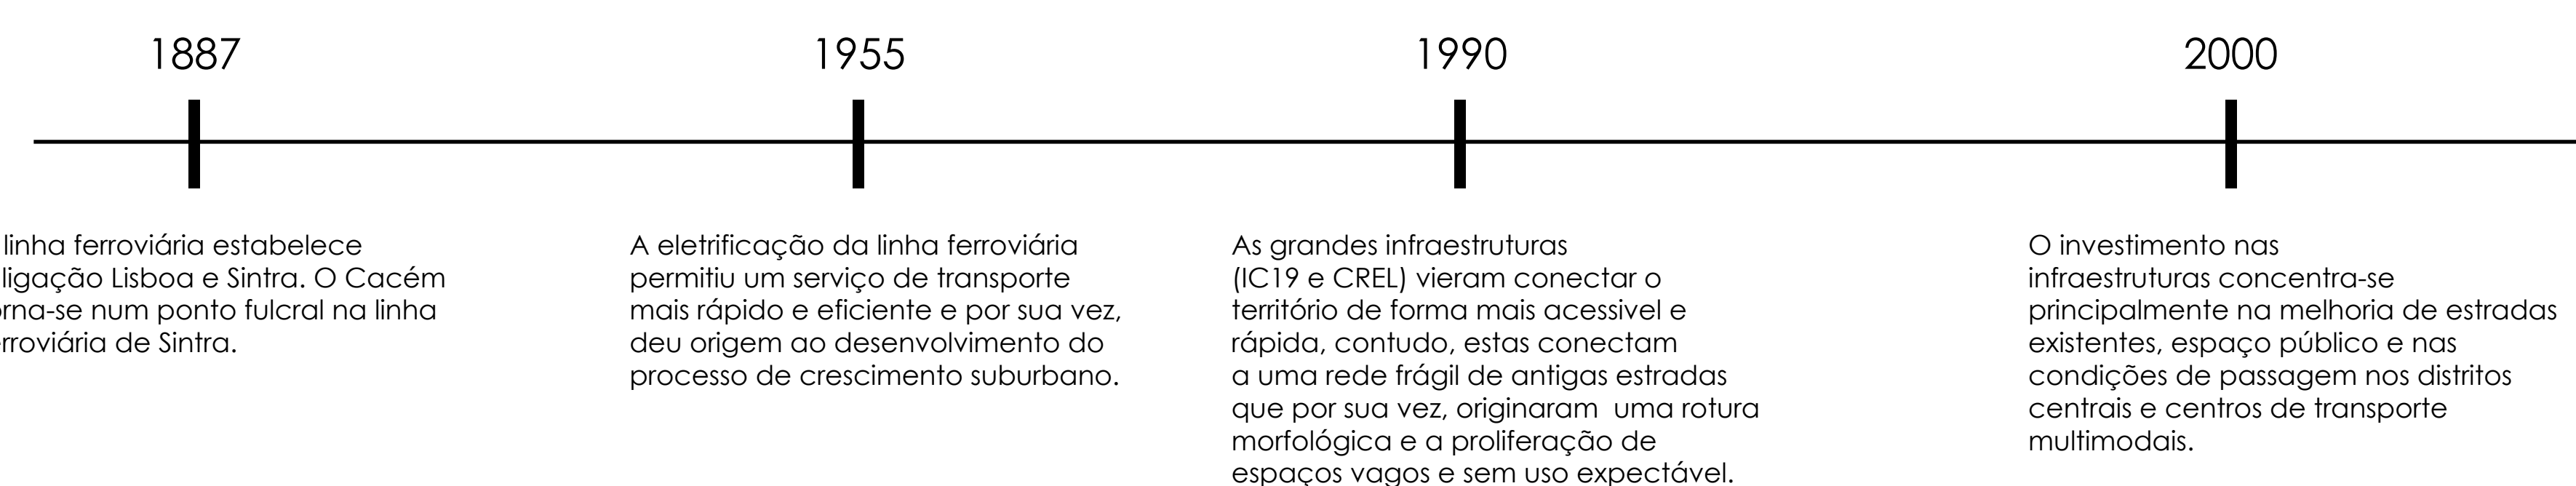 1887
1955
1990
2000
linha ferroviária estabelece
ligação Lisboa e Sintra. O Cacém
orna-se num ponto fulcral na linha
rroviária de Sintra.
A eletrificação da linha ferroviária
permitiu um serviço de transporte
mais rápido e eficiente e por sua vez,
deu origem ao desenvolvimento do
processo de crescimento suburbano.
As grandes infraestruturas
(IC19 e CREL) vieram conectar o
território de forma mais acessivel e
rápida, contudo, estas conectam
a uma rede frágil de antigas estradas
que por sua vez, originaram  uma rotura
morfológica e a proliferação de
espaços vagos e sem uso expectável.
O investimento nas
infraestruturas concentra-se
principalmente na melhoria de estradas
existentes, espaço público e nas
condições de passagem nos distritos
centrais e centros de transporte
multimodais.